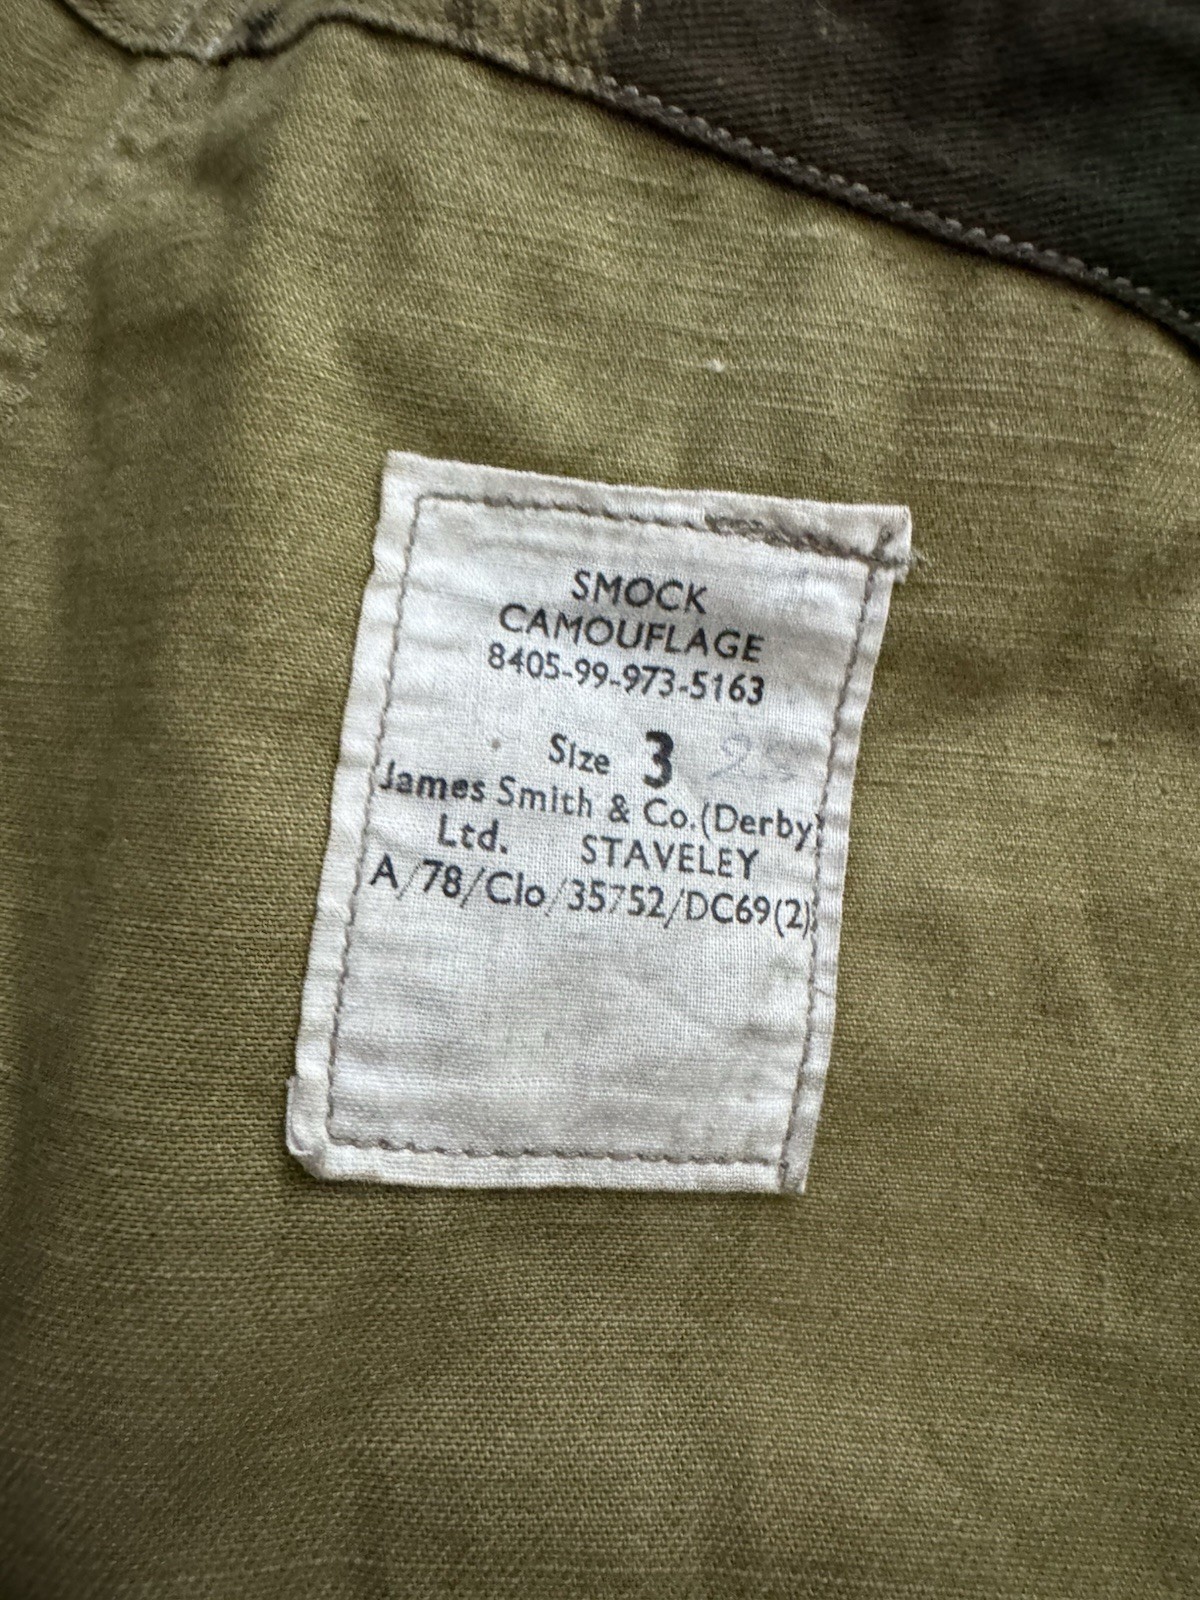 SMOCK
CAMOUFLAGE
8405-99-973-5163
Size 3
James Smith & Co.(Derby)
Ltd. STAVELEY
A/78/Clo/35752/DC69(2)